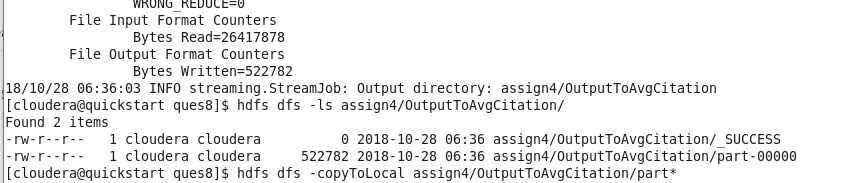 WRONG_REDUCE=0
File Input Format Counters
Bytes Read=26417878
File Output Format Counters
Bytes Written=522782
18/10/28 06:36:03 INFO streaming.StreamJob: Output directory: assign4/OutputToAvgCitation
[cloudera@quickstart ques8]$ hdfs dfs -ls assign4/OutputToAvgCitation/
Found 2 items
-rw-r--r--   1 cloudera cloudera          0 2018-10-28 06:36 assign4/OutputToAvgCitation/_SUCCESS
-rw-r--r--   1 cloudera cloudera     522782 2018-10-28 06:36 assign4/OutputToAvgCitation/part-00000
[cloudera@quickstart ques8]$ hdfs dfs -copyToLocal assign4/OutputToAvgCitation/part*